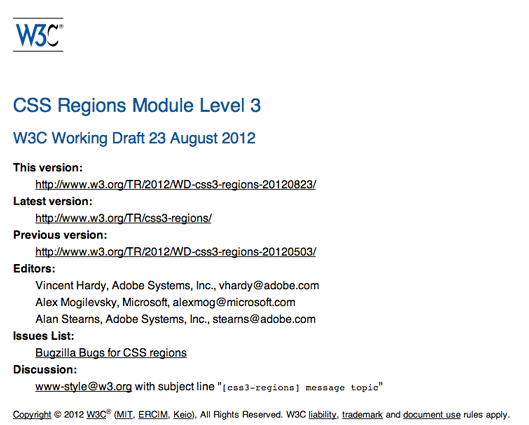 W3C®
CSS Regions Module Level 3
W3C Working Draft 23 August 2012
This version:
http://www.w3.org/TR/2012/WD-css3-regions-20120823/
Latest version:
http://www.w3.org/TR/css3-regions/
Previous version:
http://www.w3.org/TR/2012/WD-css3-regions-20120503/
Editors:
Vincent Hardy, Adobe Systems, Inc., vhardy@adobe.com
Alex Mogilevsky, Microsoft, alexmog@microsoft.com
Alan Stearns, Adobe Systems, Inc., stearns@adobe.com
Issues List:
Bugzilla Bugs for CSS regions
Discussion:
www-style@w3.org with subject line "[css3-regions] message topic"
Copyright © 2012 W3C® (MIT, ERCIM, Keio), All Rights Reserved. W3C liability, trademark and document use rules apply.